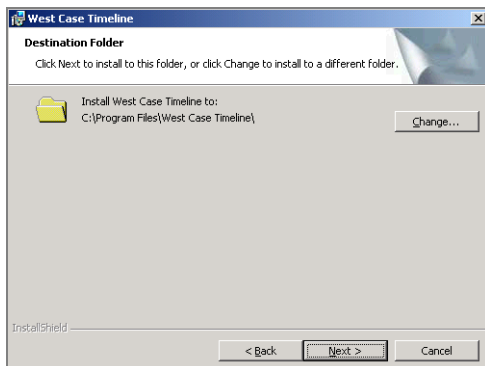 West Case Timeline
Destination Folder
Click Next to install to this folder, or click Change to install to a different folder.
Install West Case Timeline to:
C:\Program Files\West Case Timeline\
Change...
InstallShield
< Back
Next >
Cancel